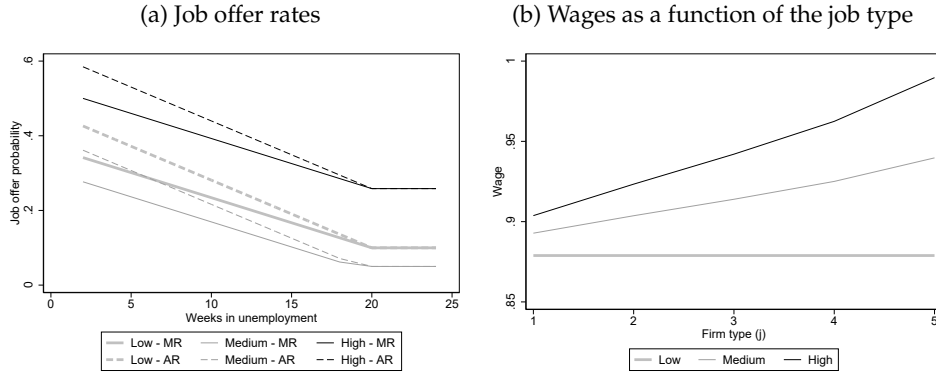 (a) Job offer rates
.6
.4
.2
0
Job offer probability
0 5 10 15 20 25
Weeks in unemployment
Low - MR Medium - MR High - MR
Low - AR Medium - AR High - AR
(b) Wages as a function of the job type
1
.95
.9
.85
Wage
1 2 3 4 5
Firm type (j)
Low Medium High